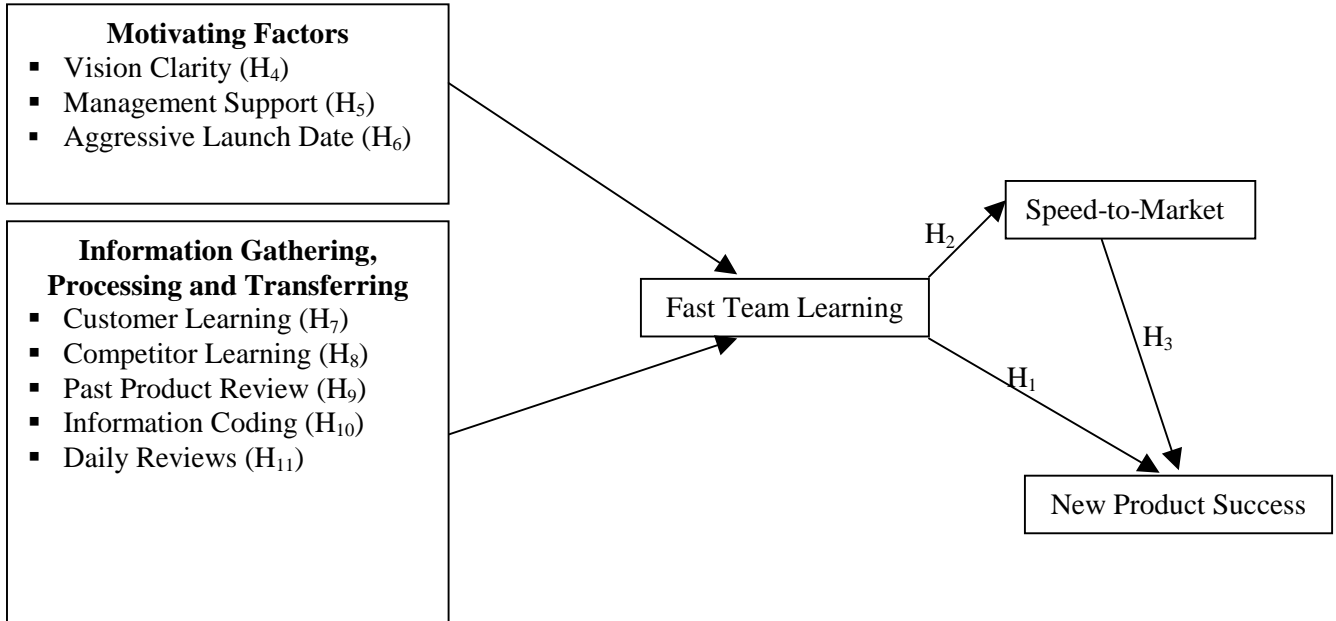 Motivating Factors
▪ Vision Clarity (H₄)
▪ Management Support (H₅)
▪ Aggressive Launch Date (H₆)
Information Gathering,
Processing and Transferring
▪ Customer Learning (H₇)
▪ Competitor Learning (H₈)
▪ Past Product Review (H₉)
▪ Information Coding (H₁₀)
▪ Daily Reviews (H₁₁)
Fast Team Learning
H₂
Speed-to-Market
H₁
H₃
New Product Success